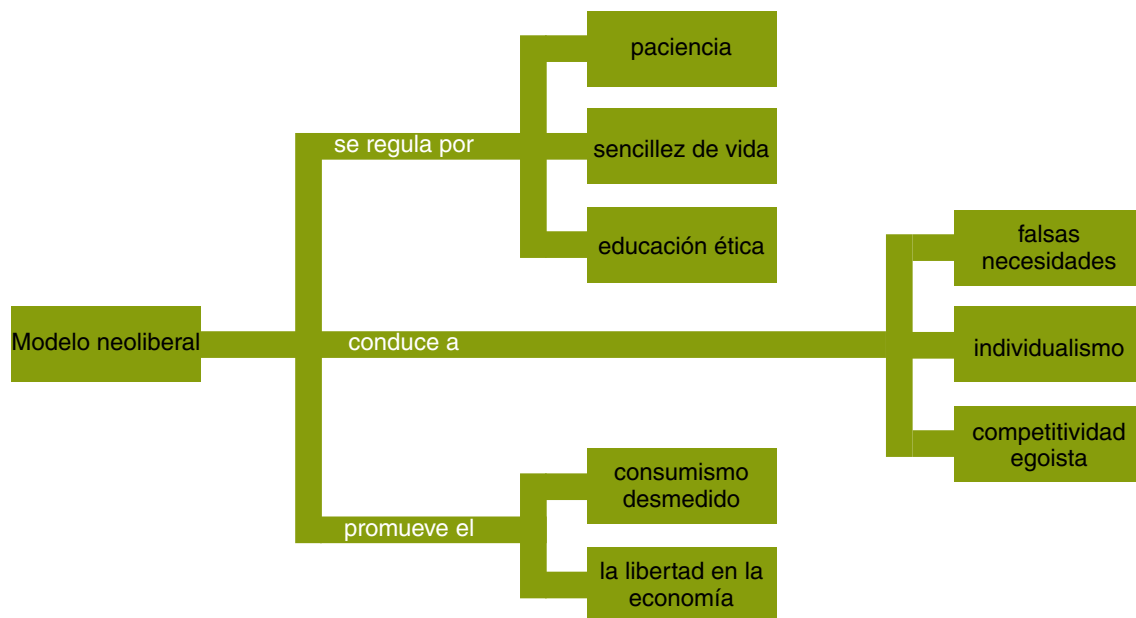 Modelo neoliberal
se regula por
paciencia
sencillez de vida
educación ética
conduce a
falsas
necesidades
individualismo
competitividad
egoista
promueve el
consumismo
desmedido
la libertad en la
economía